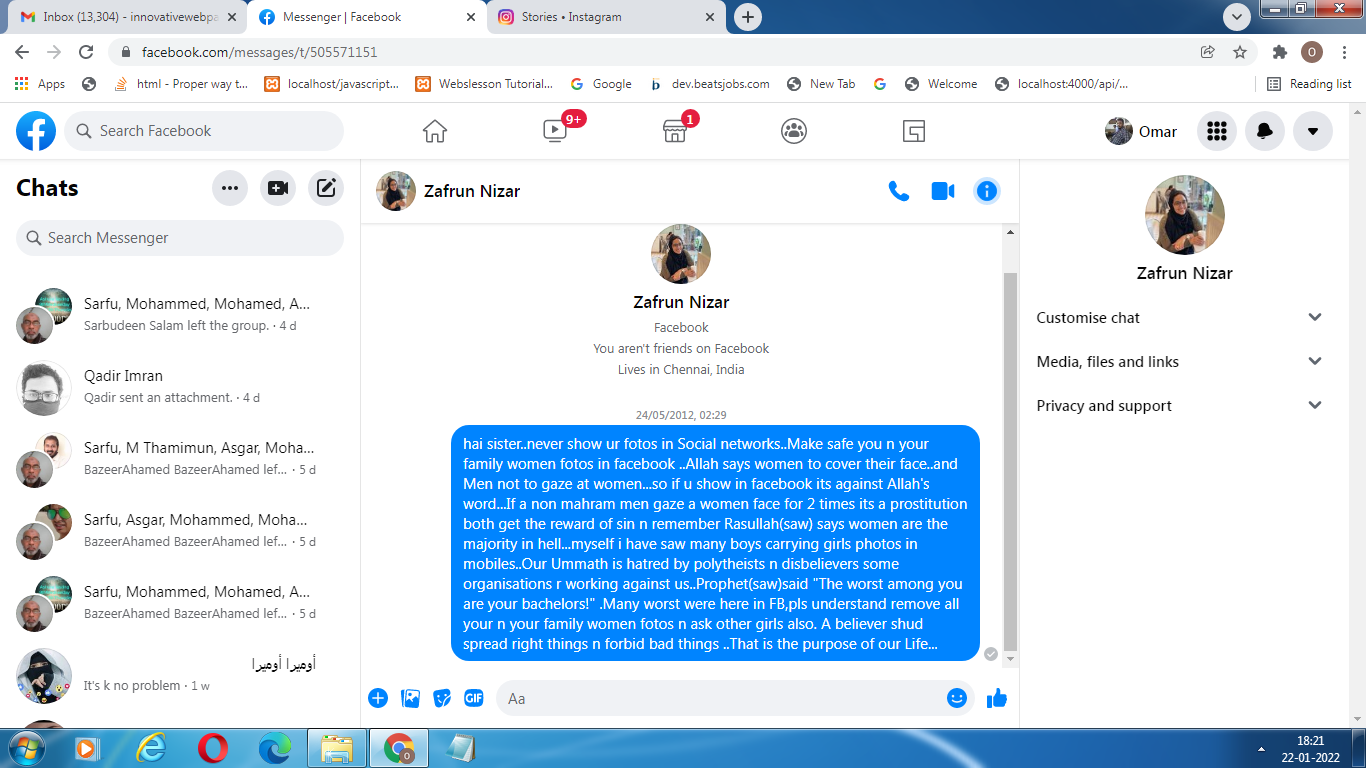 Inbox (13,304) - innovativewebpa
Messenger | Facebook
Stories • Instagram
facebook.com/messages/t/505571151
O
Apps
html - Proper way t...
localhost/javascript...
Webslesson Tutorial...
Google
dev.beatsjobs.com
New Tab
Welcome
localhost:4000/api/...
Reading list
Search Facebook
9+
1
Omar
Chats
Search Messenger
Sarfu, Mohammed, Mohamed, A...
Sarbudeen Salam left the group. · 4 d
Qadir Imran
Qadir sent an attachment. · 4 d
Sarfu, M Thamimun, Asgar, Moha...
BazeerAhamed BazeerAhamed lef... · 5 d
Sarfu, Asgar, Mohammed, Moha...
BazeerAhamed BazeerAhamed lef... · 5 d
Sarfu, Mohammed, Mohamed, A...
BazeerAhamed BazeerAhamed lef... · 5 d
أوميرا أوميرا
It's k no problem · 1 w
Zafrun Nizar
Zafrun Nizar
Facebook
You aren't friends on Facebook
Lives in Chennai, India
24/05/2012, 02:29
hai sister..never show ur fotos in Social networks..Make safe you n your
family women fotos in facebook ..Allah says women to cover their face..and
Men not to gaze at women...so if u show in facebook its against Allah's
word...If a non mahram men gaze a women face for 2 times its a prostitution
both get the reward of sin n remember Rasullah(saw) says women are the
majority in hell...myself i have saw many boys carrying girls photos in
mobiles..Our Ummath is hatred by polytheists n disbelievers some
organisations r working against us..Prophet(saw)said "The worst among you
are your bachelors!" .Many worst were here in FB,pls understand remove all
your n your family women fotos n ask other girls also. A believer shud
spread right things n forbid bad things ..That is the purpose of our Life...
GIF
Aa
Zafrun Nizar
Customise chat
Media, files and links
Privacy and support
O
18:21
22-01-2022